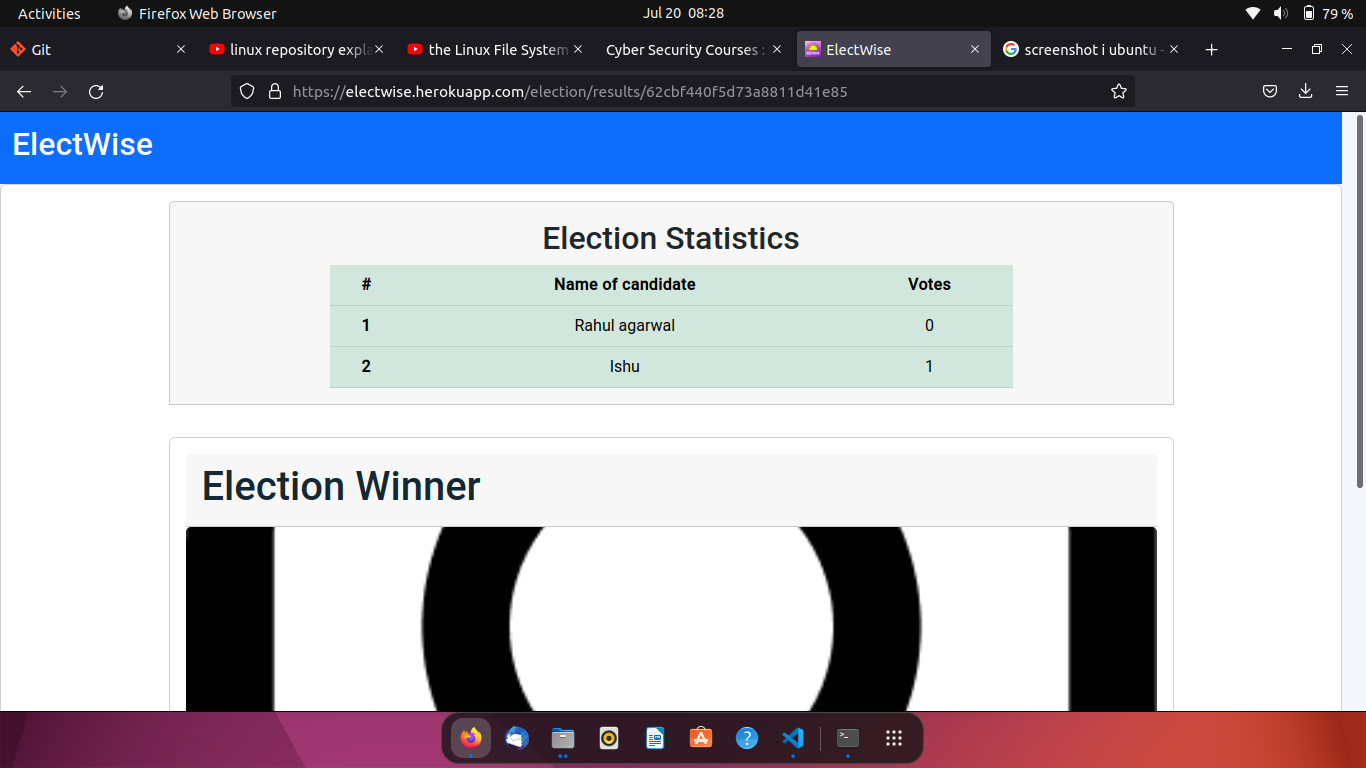 Activities Firefox Web Browser Jul 20 08:28 79 %
Git linux repository expla the Linux File System Cyber Security Courses : ElectWise screenshot i ubuntu -
https://electwise.herokuapp.com/election/results/62cbf440f5d73a8811d41e85
ElectWise
Election Statistics
# Name of candidate Votes
1 Rahul agarwal 0
2 Ishu 1
Election Winner